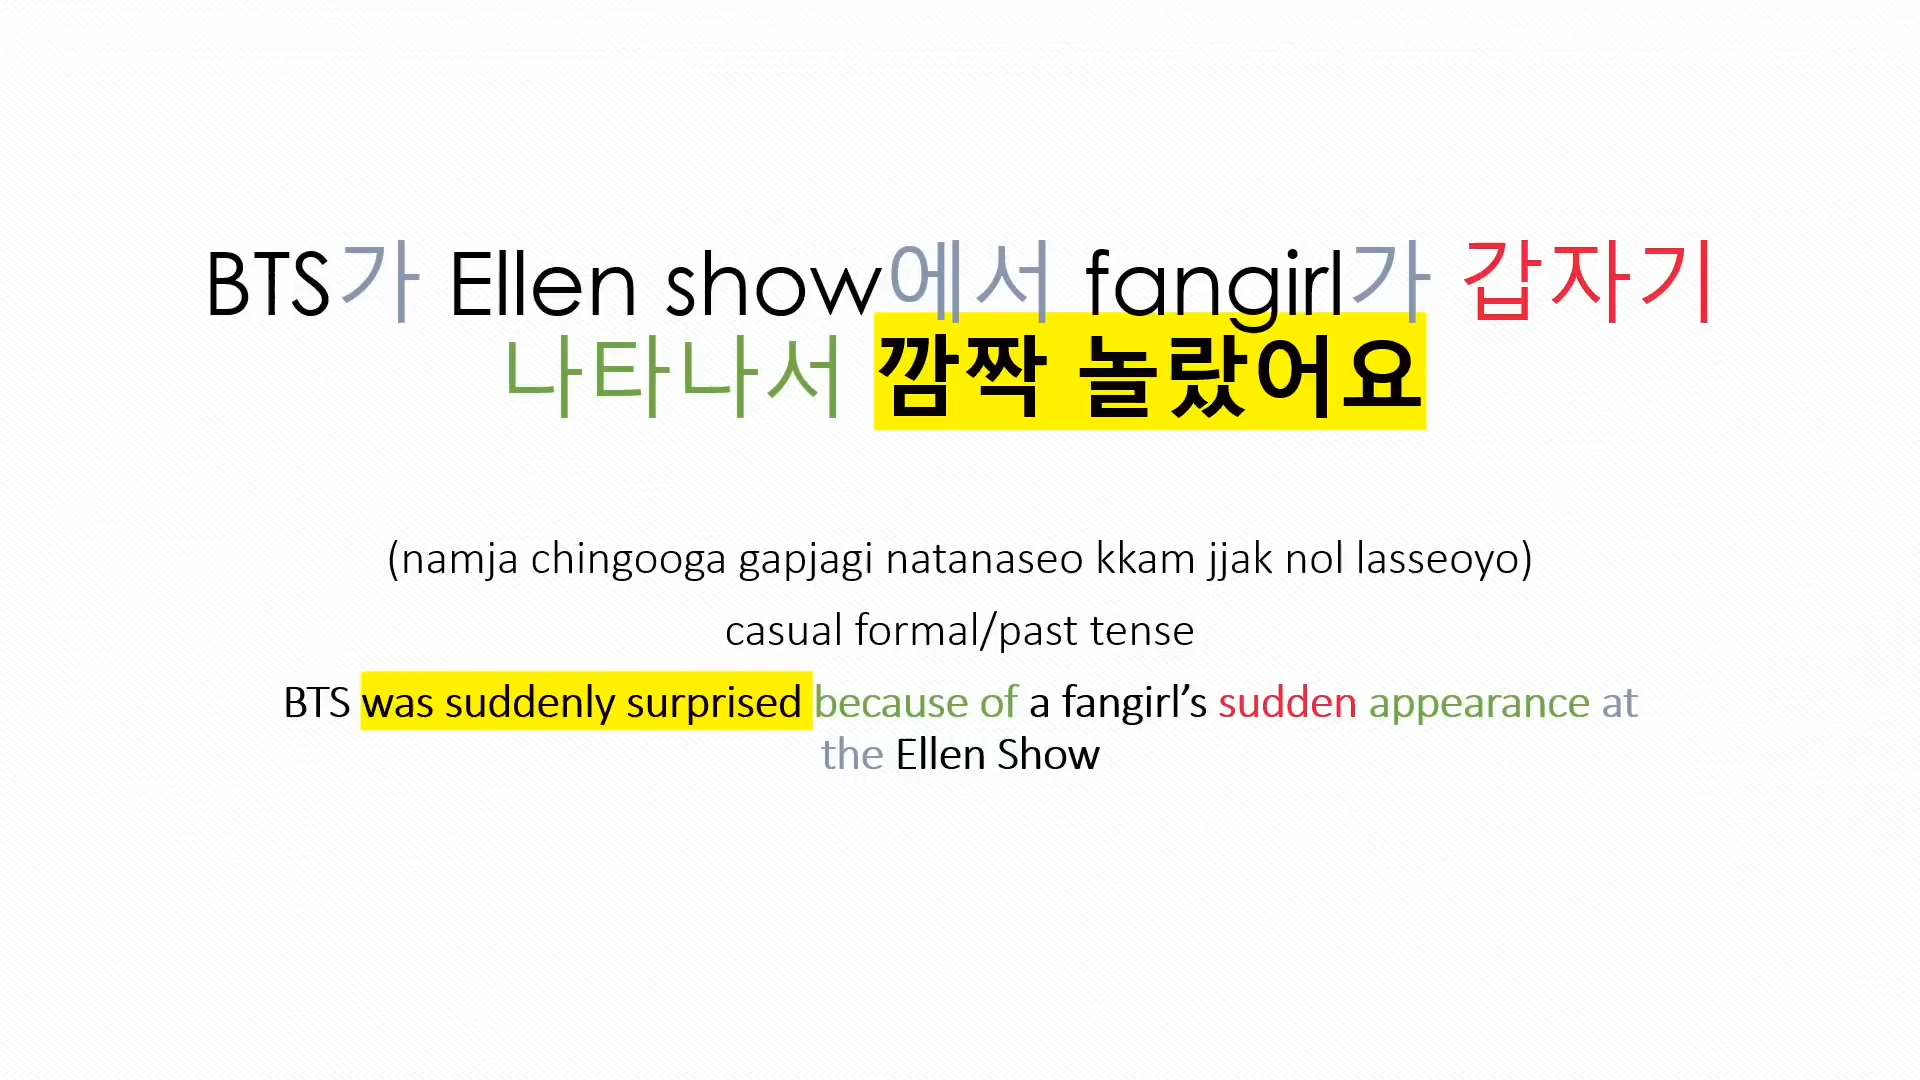 BTS가 Ellen show에서 fangirl가 갑자기
나타나서 깜짝 놀랐어요
(namja chingooga gapjagi natanaseo kkam jjak nol lasseoyo)
casual formal/past tense
BTS was suddenly surprised because of a fangirl’s sudden appearance at
the Ellen Show